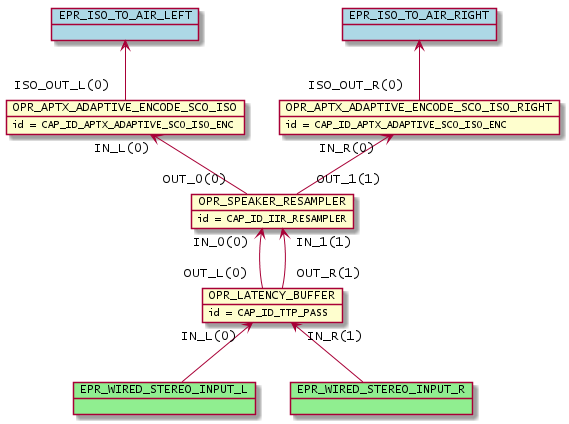 EPR_ISO_TO_AIR_LEFT
EPR_ISO_TO_AIR_RIGHT
ISO_OUT_L(0)
ISO_OUT_R(0)
OPR_APTX_ADAPTIVE_ENCODE_SCO_ISO
id = CAP_ID_APTX_ADAPTIVE_SCO_ISO_ENC
OPR_APTX_ADAPTIVE_ENCODE_SCO_ISO_RIGHT
id = CAP_ID_APTX_ADAPTIVE_SCO_ISO_ENC
IN_L(0)
IN_R(0)
OUT_0(0)
OUT_1(1)
OPR_SPEAKER_RESAMPLER
id = CAP_ID_IIR_RESAMPLER
IN_0(0)
IN_1(1)
OUT_L(0)
OUT_R(1)
OPR_LATENCY_BUFFER
id = CAP_ID_TTP_PASS
IN_L(0)
IN_R(1)
EPR_WIRED_STEREO_INPUT_L
EPR_WIRED_STEREO_INPUT_R